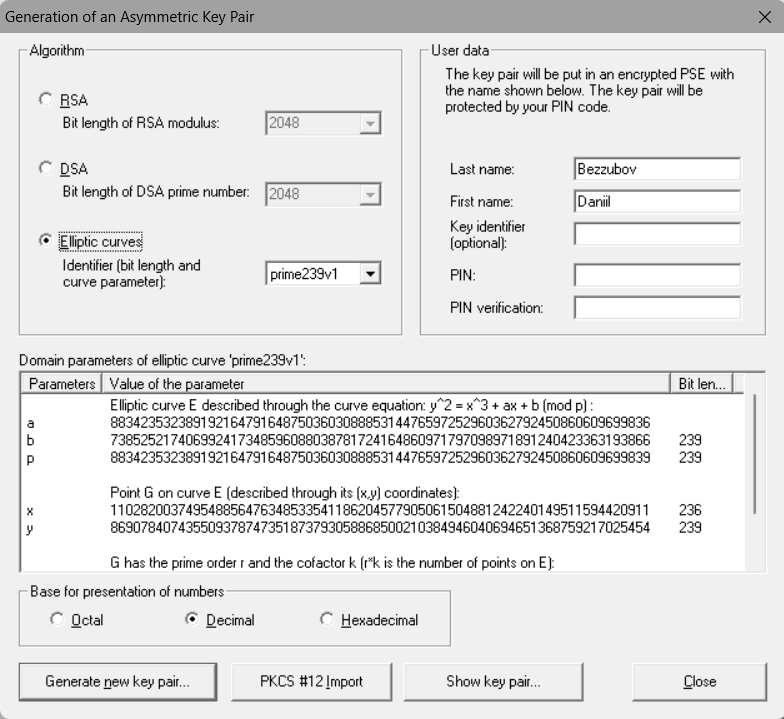 Generation of an Asymmetric Key Pair
Algorithm
RSA
Bit length of RSA modulus:
2048
DSA
Bit length of DSA prime number:
2048
Elliptic curves
Identifier (bit length and
curve parameter):
prime239v1
User data
The key pair will be put in an encrypted PSE with
the name shown below. The key pair will be
protected by your PIN code.
Last name:
Bezzubov
First name:
Daniil
Key identifier
(optional):
PIN:
PIN verification:
Domain parameters of elliptic curve 'prime239v1':
Parameters Value of the parameter Bit len...
Elliptic curve E described through the curve equation: y^2 = x^3 + ax + b (mod p) :
a 883423532389192164791648750360308885314476597252960362792450860609699836
b 738525217406992417348596088038781724164860971797098971891240423363193866 239
p 883423532389192164791648750360308885314476597252960362792450860609699839 239
Point G on curve E (described through its (x,y) coordinates):
x 110282003749548856476348533541186204577905061504881242240149511594420911 236
y 869078407435509378747351873793058868500210384946040694651368759217025454 239
G has the prime order r and the cofactor k (r*k is the number of points on E):
Base for presentation of numbers
Octal
Decimal
Hexadecimal
Generate new key pair...
PKCS #12 Import
Show key pair...
Close